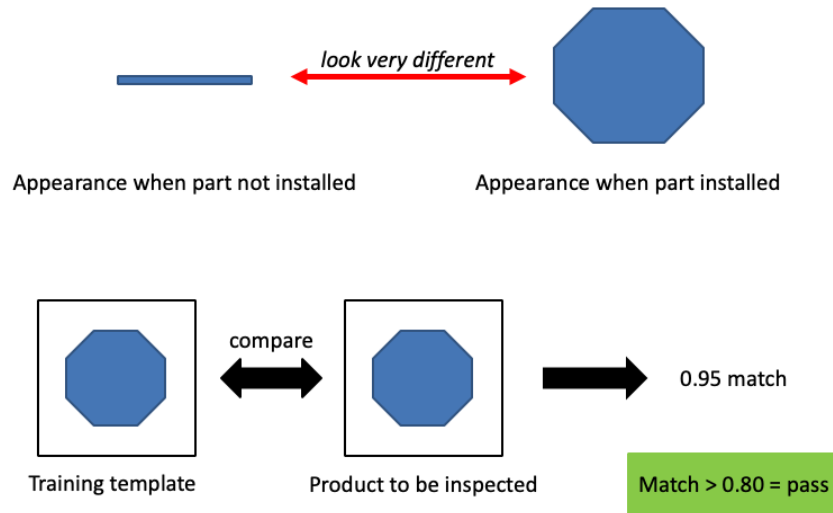 look very different
Appearance when part not installed
Appearance when part installed
compare
0.95 match
Training template
Product to be inspected
Match > 0.80 = pass